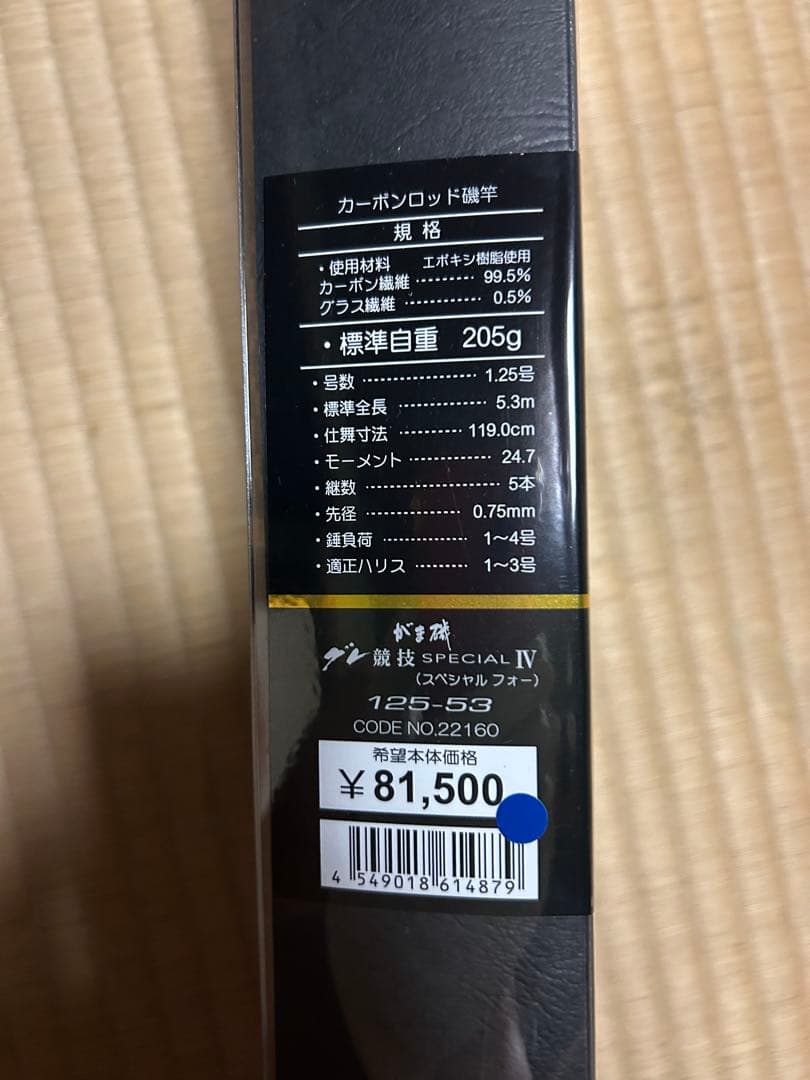 カーボンロッド磯竿
規格
・使用材料 エポキシ樹脂使用
カーボン繊維 ・・・・・・・・ 99.5%
グラス繊維 ・・・・・・・・・・ 0.5%
・標準自重 205g
・号数 ・・・・・・・・・・・・・・・・ 1.25号
・標準全長 ・・・・・・・・・・・・ 5.3m
・仕舞寸法 ・・・・・・・・・ 119.0cm
・モーメント ・・・・・・・・・・・・ 24.7
・継数 ・・・・・・・・・・・・・・・・・・ 5本
・先径 ・・・・・・・・・・・・ 0.75mm
・錘負荷 ・・・・・・・・・・・・ 1〜4号
・適正ハリス ・・・・・・・・ 1〜3号
がま磯
グレ競技 SPECIAL Ⅳ
(スペシャル フォー)
125-53
CODE NO.22160
希望本体価格
¥81,500
4 549018 614879